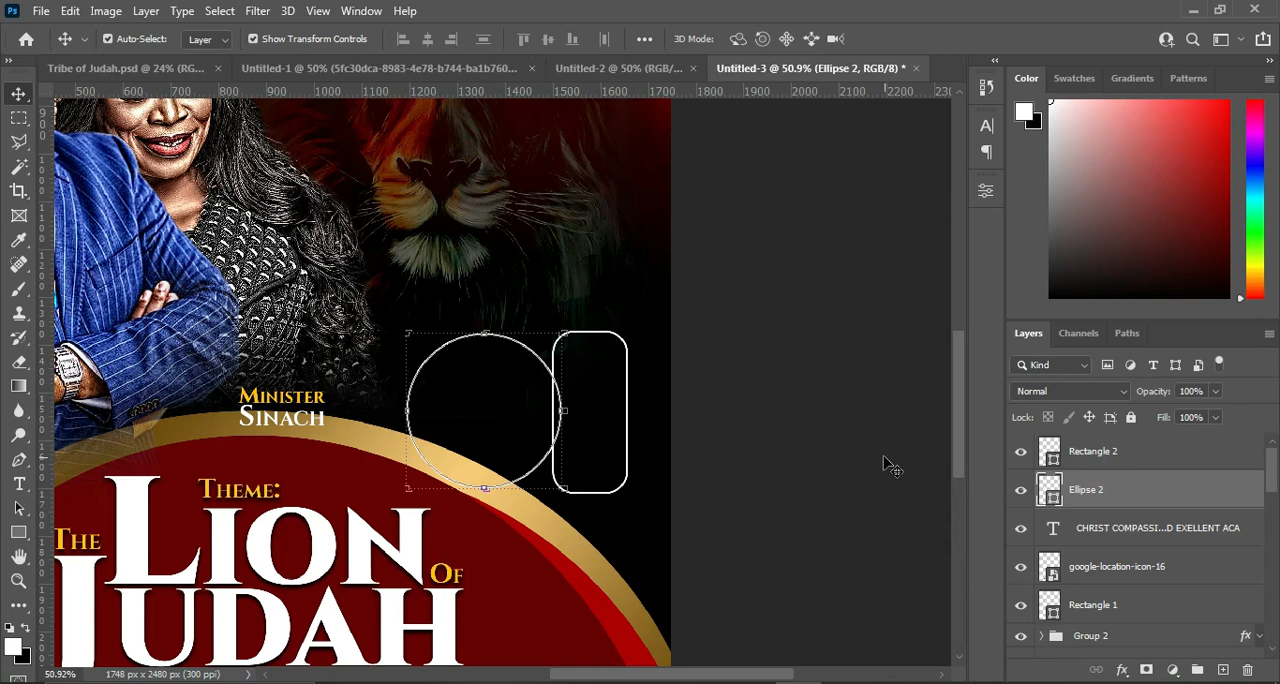 Ps File Edit Image Layer Type Select Filter 3D View Window Help
Auto-Select: Layer Show Transform Controls 3D Mode:
Tribe of Judah.psd @ 24% (RG... × Untitled-1 @ 50% (5fc30dca-8983-4e78-b744-ba1b760... × Untitled-2 @ 50% (RGB/... × Untitled-3 @ 50.9% (Ellipse 2, RGB/8) * ×
500 600 700 800 900 1000 1100 1200 1300 1400 1500 1600 1700 1800 1900 2000 2100 2200
Color Swatches Gradients Patterns
Minister
Sinach
Theme:
The Lion Of
Judah
Layers Channels Paths
Kind
Normal Opacity: 100%
Lock: Fill: 100%
Rectangle 2
Ellipse 2
CHRIST COMPASSI...D EXELLENT ACA
google-location-icon-16
Rectangle 1
Group 2 fx
50.92% 1748 px x 2480 px (300 ppi)